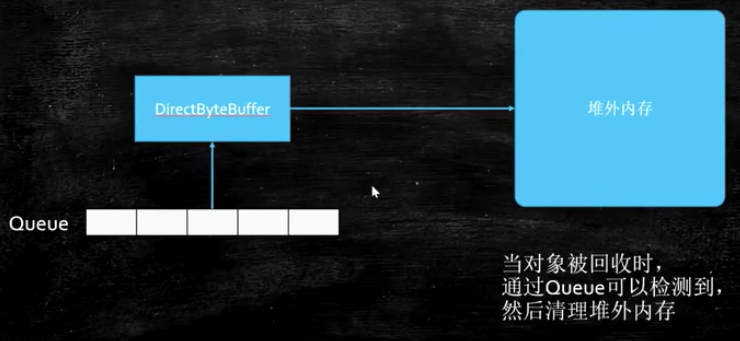 DirectByteBuffer
堆外内存
Queue
当对象被回收时，
通过Queue可以检测到，
然后清理堆外内存